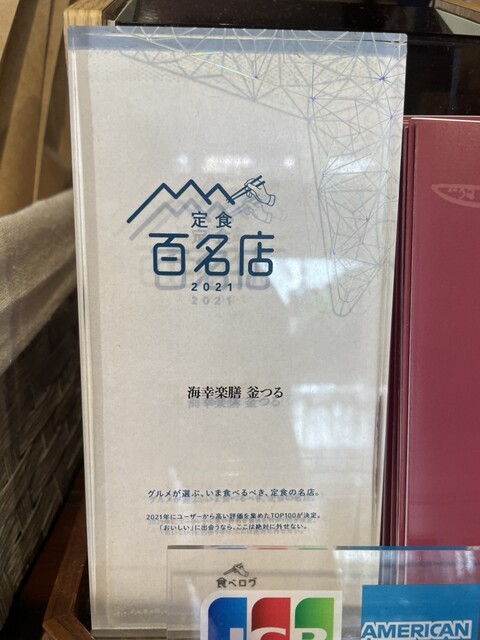 定食
百名店
2021
海幸楽膳 釜つる
グルメが選ぶ、いま食べるべき、定食の名店。
2021年にユーザーから高い評価を集めたTOP100が決定。
「おいしい」に出会うなら、ここは絶対に外せない。
食べログ
JCB
AMERICAN